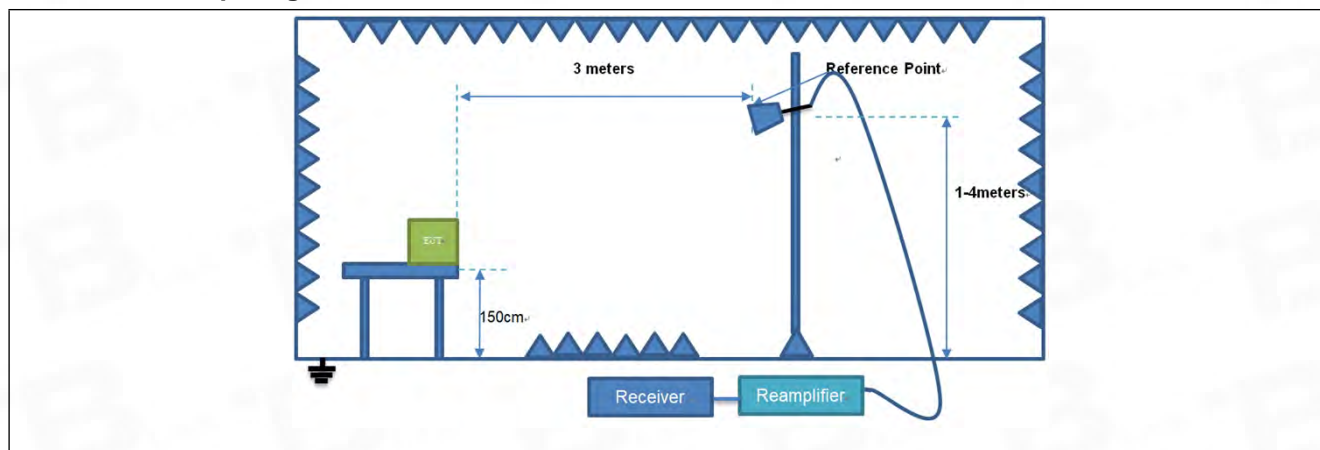 3 meters
Reference Point
EUT
1-4meters
150cm
Receiver
Reamplifier